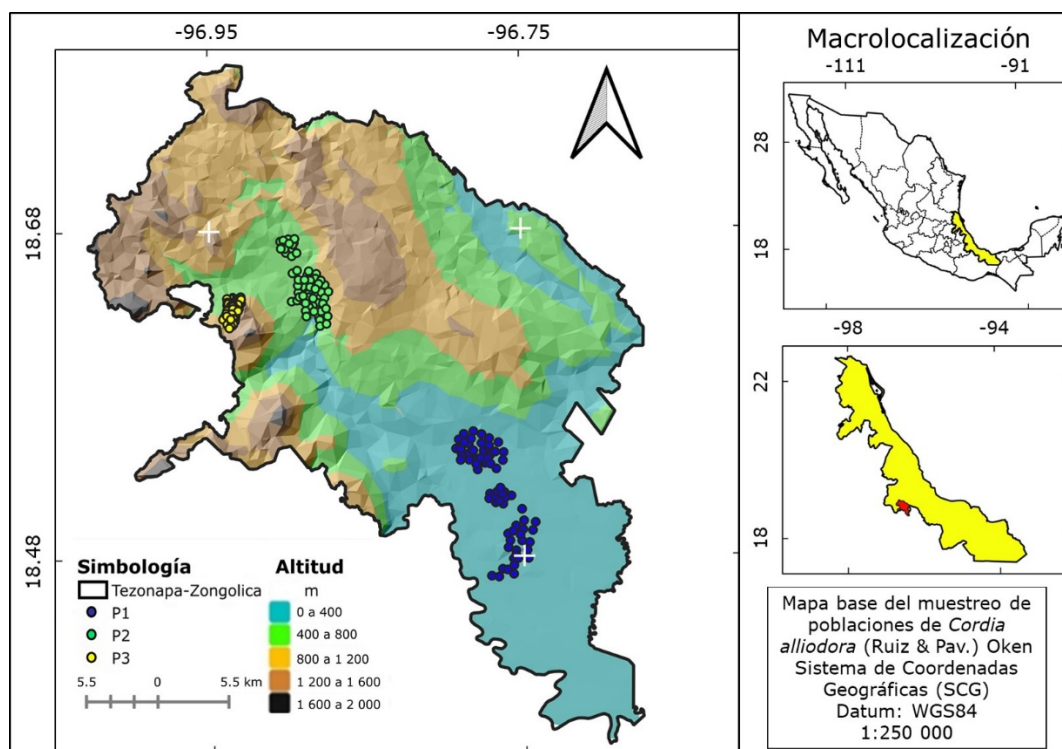 -96.95
-96.75
18.68
18.48
Simbología
Tezonapa-Zongolica
P1
P2
P3
5.5
0
5.5 km
Altitud
m
0 a 400
400 a 800
800 a 1 200
1 200 a 1 600
1 600 a 2 000
Macrolocalización
-111
-91
28
18
-98
-94
22
18
Mapa base del muestreo de
poblaciones de Cordia
alliodora (Ruiz & Pav.) Oken
Sistema de Coordenadas
Geográficas (SCG)
Datum: WGS84
1:250 000